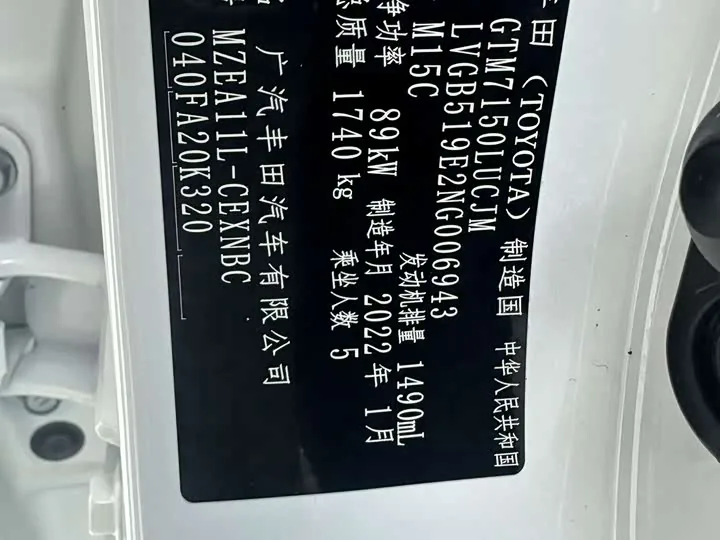 丰田 (TOYOTA) 制造国 中华人民共和国
GTM7150LUCJM
LVGB519E2NG006943
M15C 发动机排量 1490mL
净功率 89kW 制造年月 2022年1月
总质量 1740 kg 乘坐人数 5
广汽丰田汽车有限公司
MZEA11L-CEXNBC
040FA20K320